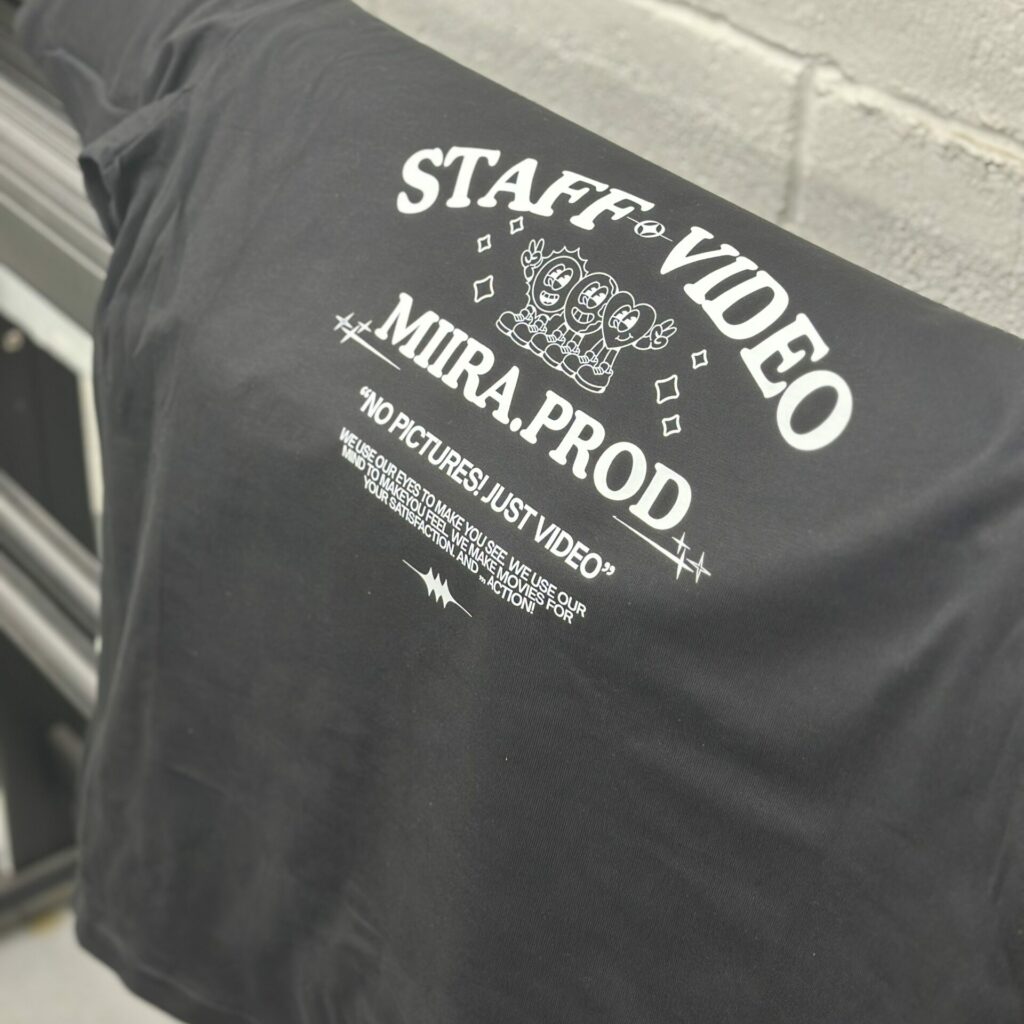 STAFF VIDEO
MIIRA.PROD
“NO PICTURES! JUST VIDEO”
WE USE OUR EYES TO MAKE YOU SEE. WE USE OUR
MIND TO MAKEYOU FEEL. WE MAKE MOVIES FOR
YOUR SATISFACTION. AND ... ACTION!